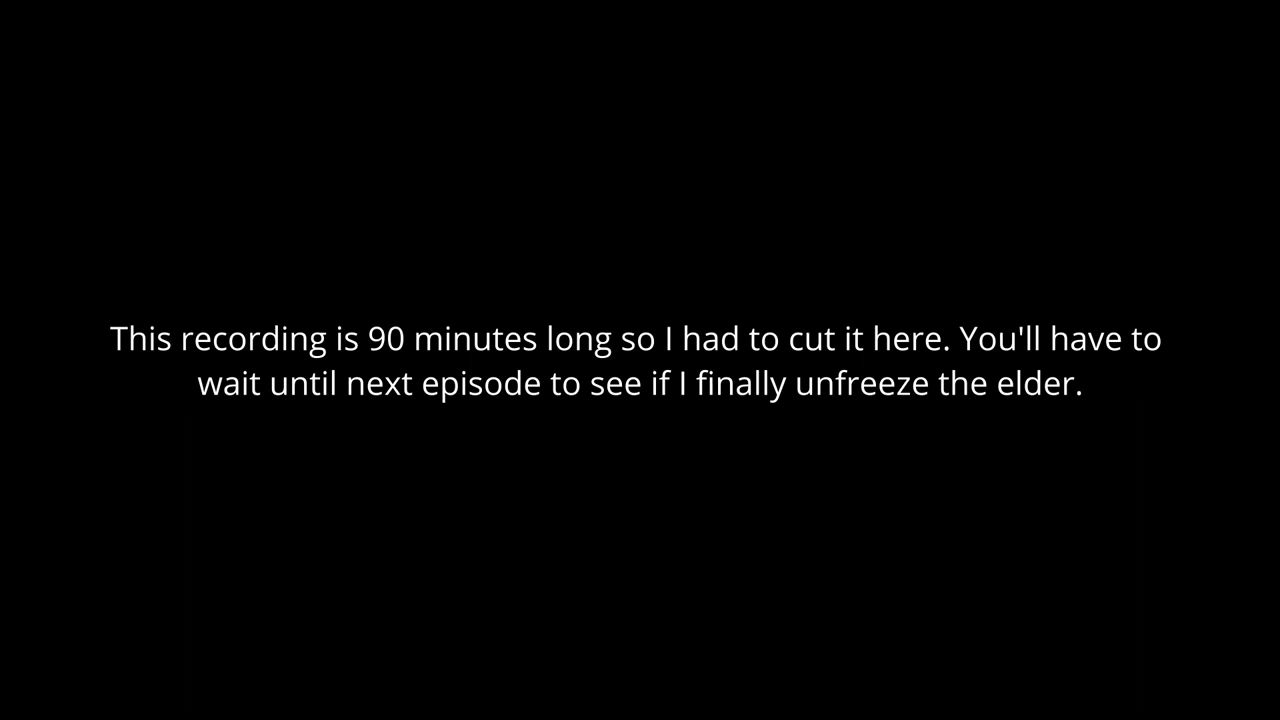 This recording is 90 minutes long so I had to cut it here. You'll have to
wait until next episode to see if I finally unfreeze the elder.